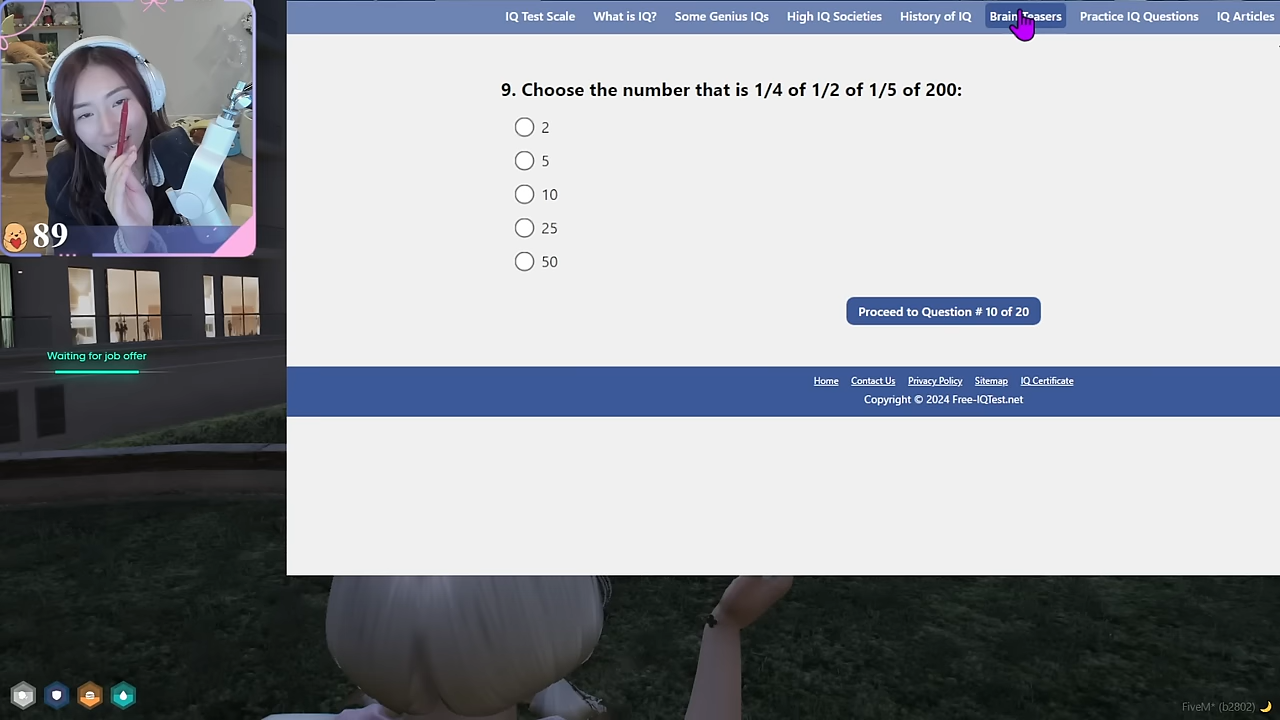 IQ Test Scale What is IQ? Some Genius IQs High IQ Societies History of IQ Brain Teasers Practice IQ Questions IQ Articles
9. Choose the number that is 1/4 of 1/2 of 1/5 of 200:
2
5
10
25
50
Proceed to Question # 10 of 20
Home Contact Us Privacy Policy Sitemap IQ Certificate
Copyright © 2024 Free-IQTest.net
89
Waiting for job offer
FiveM* (b2802)